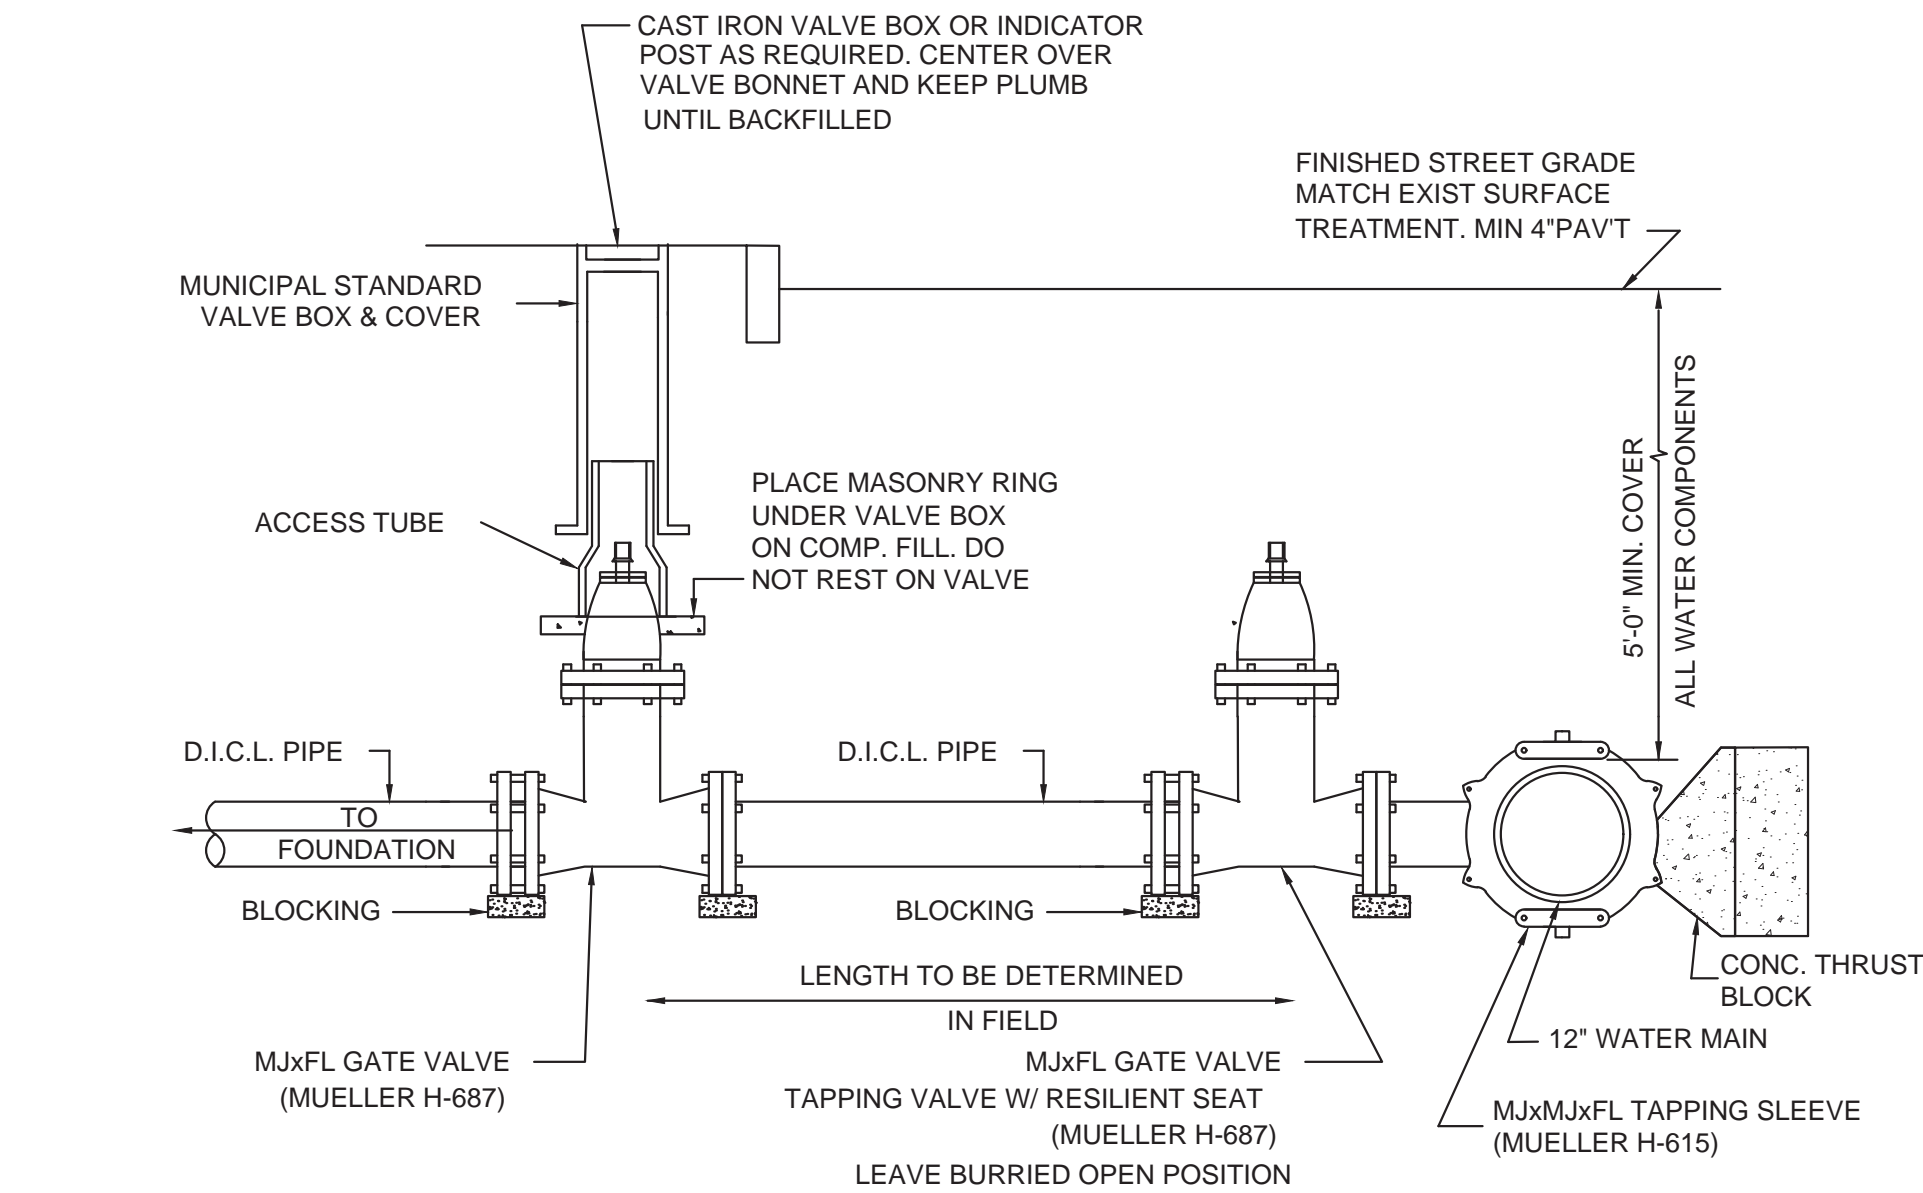 CAST IRON VALVE BOX OR INDICATOR
POST AS REQUIRED. CENTER OVER
VALVE BONNET AND KEEP PLUMB
UNTIL BACKFILLED
FINISHED STREET GRADE
MATCH EXIST SURFACE
TREATMENT. MIN 4"PAV'T
MUNICIPAL STANDARD
VALVE BOX & COVER
ACCESS TUBE
PLACE MASONRY RING
UNDER VALVE BOX
ON COMP. FILL. DO
NOT REST ON VALVE
5'-0" MIN. COVER
ALL WATER COMPONENTS
D.I.C.L. PIPE
D.I.C.L. PIPE
TO
FOUNDATION
BLOCKING
BLOCKING
LENGTH TO BE DETERMINED
IN FIELD
CONC. THRUST
BLOCK
12" WATER MAIN
MJxFL GATE VALVE
(MUELLER H-687)
MJxFL GATE VALVE
TAPPING VALVE W/ RESILIENT SEAT
(MUELLER H-687)
LEAVE BURRIED OPEN POSITION
MJxMJxFL TAPPING SLEEVE
(MUELLER H-615)